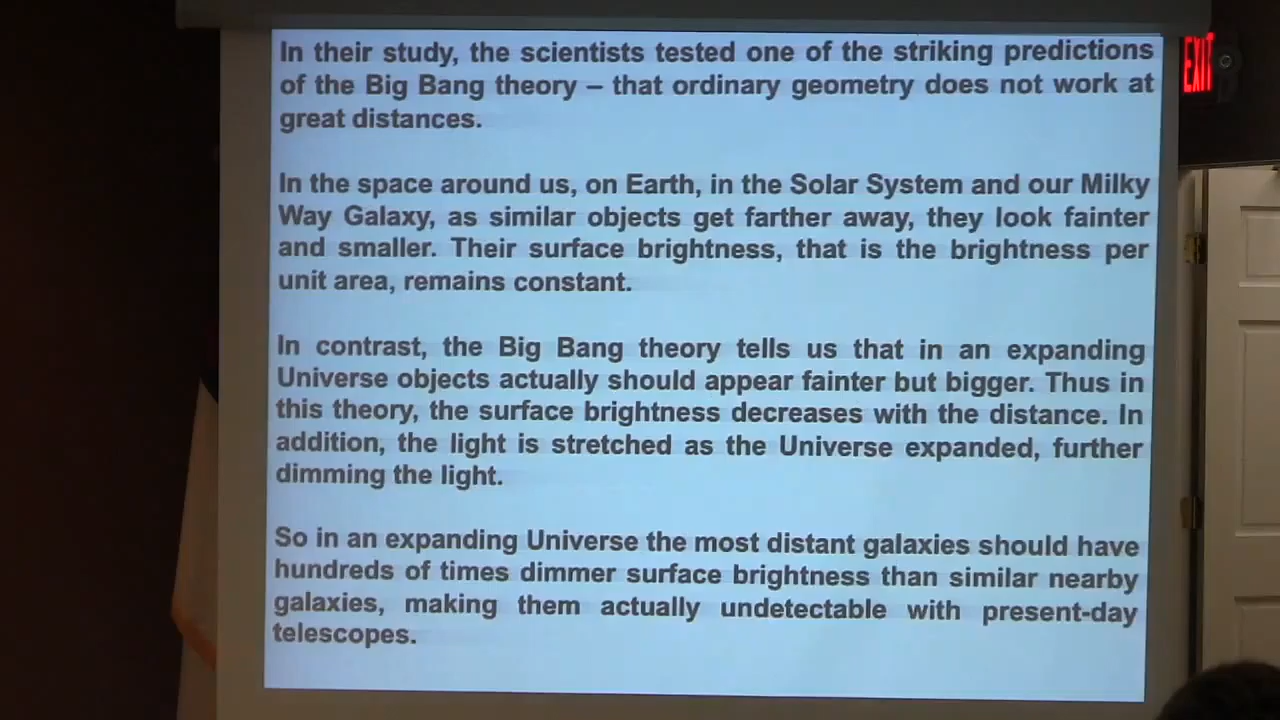 In their study, the scientists tested one of the striking predictions
of the Big Bang theory – that ordinary geometry does not work at
great distances.
In the space around us, on Earth, in the Solar System and our Milky
Way Galaxy, as similar objects get farther away, they look fainter
and smaller. Their surface brightness, that is the brightness per
unit area, remains constant.
In contrast, the Big Bang theory tells us that in an expanding
Universe objects actually should appear fainter but bigger. Thus in
this theory, the surface brightness decreases with the distance. In
addition, the light is stretched as the Universe expanded, further
dimming the light.
So in an expanding Universe the most distant galaxies should have
hundreds of times dimmer surface brightness than similar nearby
galaxies, making them actually undetectable with present-day
telescopes.
EXIT